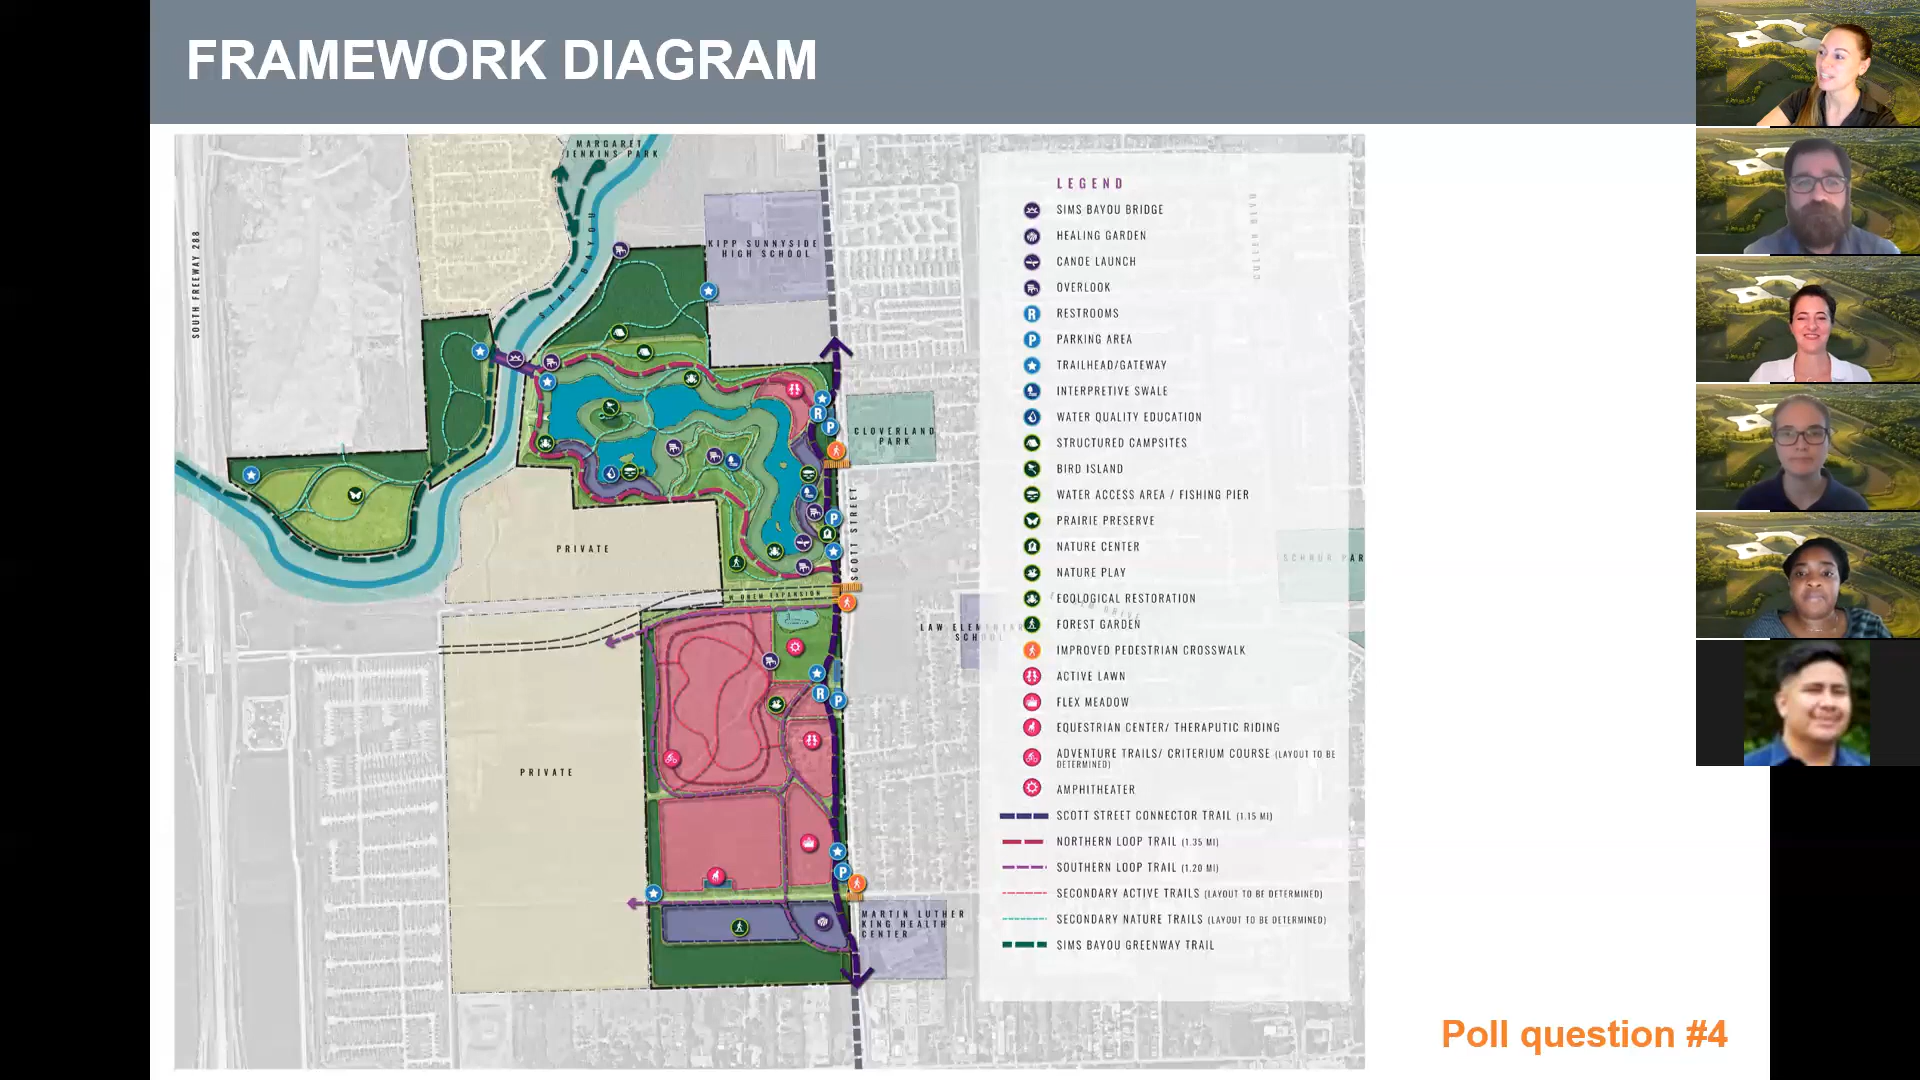 FRAMEWORK DIAGRAM
MARGARET
JENKINS PARK
SOUTH FREEWAY 288
SIMS BAYOU
KIPP SUNNYSIDE
HIGH SCHOOL
CLOVERLAND
PARK
SCOTT STREET
PRIVATE
W OREM EXPANSION
LAW ELEMENTARY
SCHOOL
PRIVATE
MARTIN LUTHER
KING HEALTH
CENTER
CULLEN BLVD
SCHNUR PAR
LEGEND
SIMS BAYOU BRIDGE
HEALING GARDEN
CANOE LAUNCH
OVERLOOK
R RESTROOMS
P PARKING AREA
TRAILHEAD/GATEWAY
INTERPRETIVE SWALE
WATER QUALITY EDUCATION
STRUCTURED CAMPSITES
BIRD ISLAND
WATER ACCESS AREA / FISHING PIER
PRAIRIE PRESERVE
NATURE CENTER
NATURE PLAY
ECOLOGICAL RESTORATION
FOREST GARDEN
IMPROVED PEDESTRIAN CROSSWALK
ACTIVE LAWN
FLEX MEADOW
EQUESTRIAN CENTER/ THERAPUTIC RIDING
ADVENTURE TRAILS/ CRITERIUM COURSE (LAYOUT TO BE
DETERMINED)
AMPHITHEATER
SCOTT STREET CONNECTOR TRAIL (1.15 MI)
NORTHERN LOOP TRAIL (1.35 MI)
SOUTHERN LOOP TRAIL (1.20 MI)
SECONDARY ACTIVE TRAILS (LAYOUT TO BE DETERMINED)
SECONDARY NATURE TRAILS (LAYOUT TO BE DETERMINED)
SIMS BAYOU GREENWAY TRAIL
R
P
P
R
P
P
Poll question #4